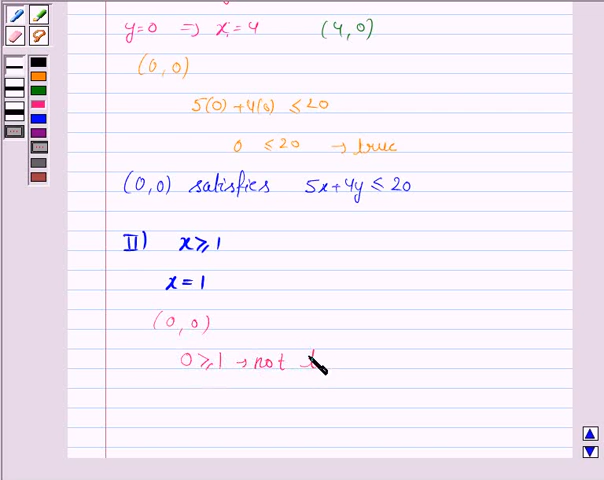 y=0 => x=4 (4,0)
(0,0)
5(0)+4(0) ≤20
0 ≤20 → true
(0,0) satisfies 5x+4y ≤ 20
II) x≥1
x=1
(0,0)
0≥1 → not t